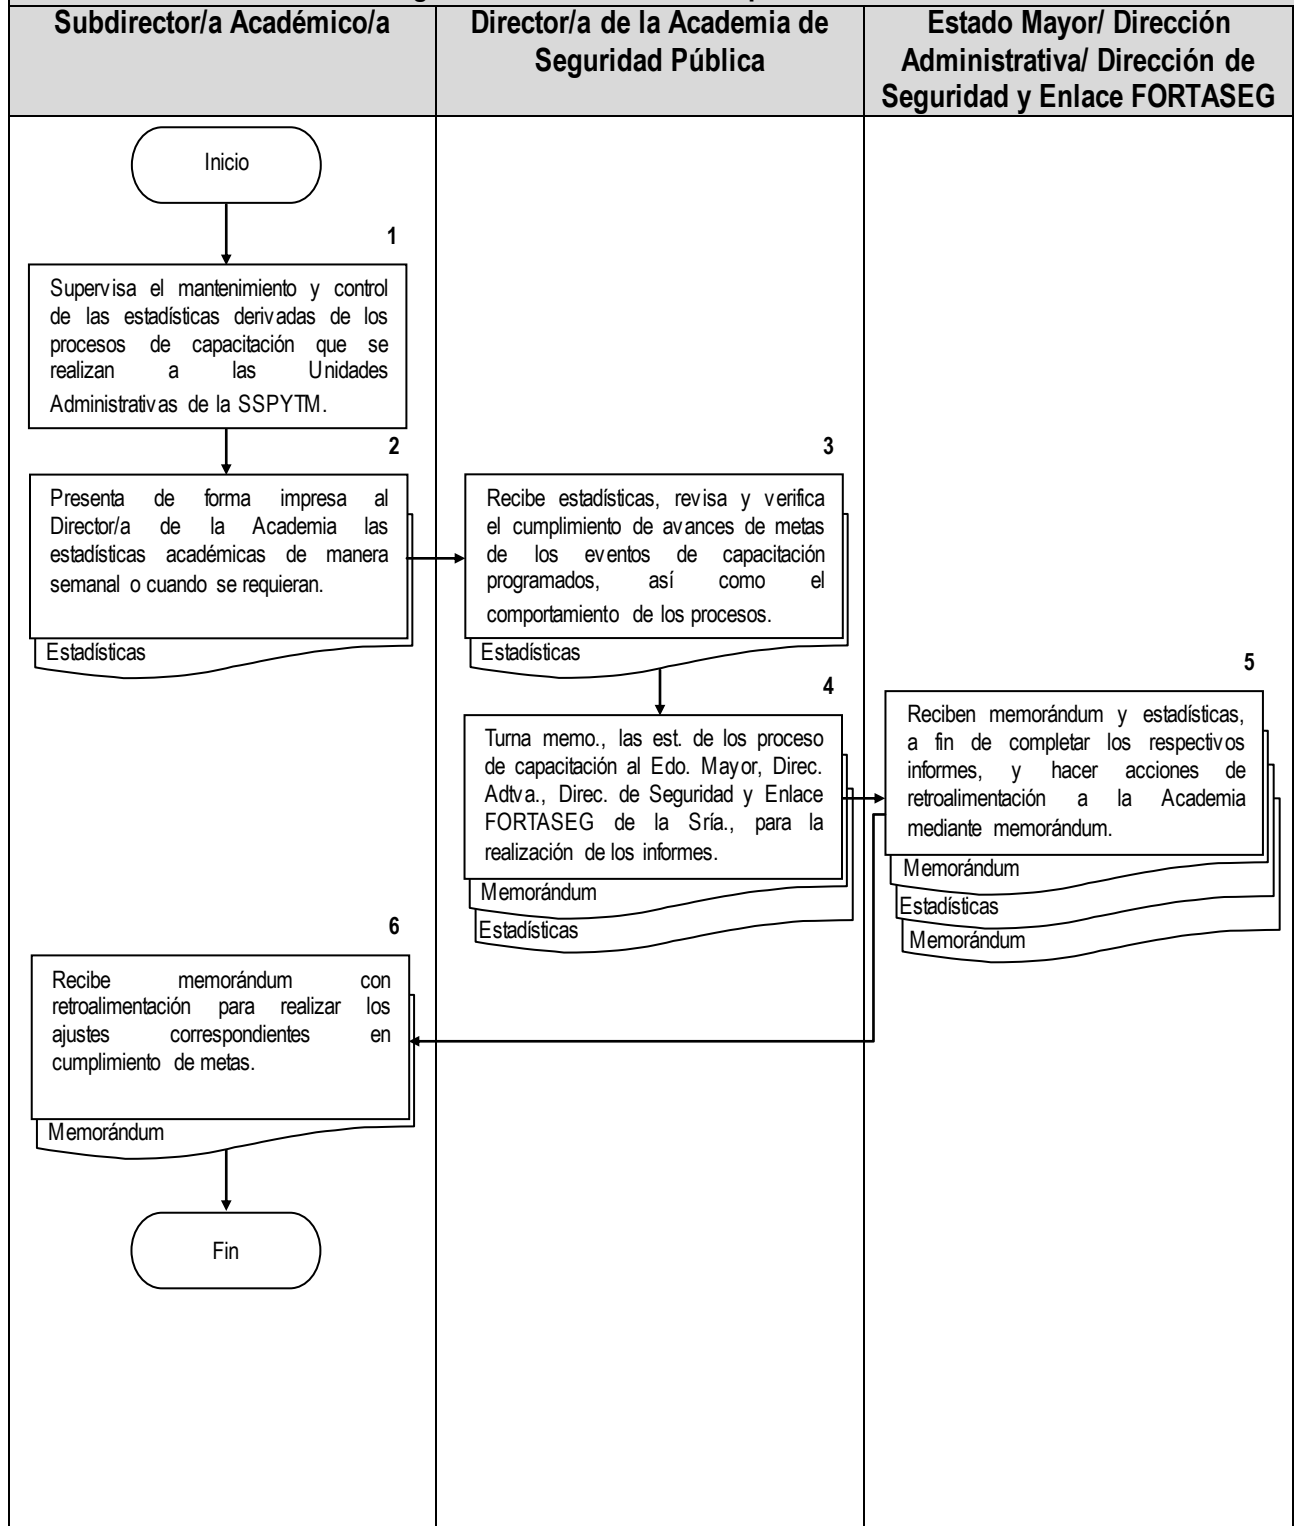 Subdirector/a Académico/a
Director/a de la Academia de
Seguridad Pública
Estado Mayor/ Dirección
Administrativa/ Dirección de
Seguridad y Enlace FORTASEG
Inicio
1
Supervisa el mantenimiento y control
de las estadísticas derivadas de los
procesos de capacitación que se
realizan a las Unidades
Administrativas de la SSPYTM.
2
Presenta de forma impresa al
Director/a de la Academia las
estadísticas académicas de manera
semanal o cuando se requieran.
Estadísticas
3
Recibe estadísticas, revisa y verifica
el cumplimiento de avances de metas
de los eventos de capacitación
programados, así como el
comportamiento de los procesos.
Estadísticas
4
Turna memo., las est. de los proceso
de capacitación al Edo. Mayor, Direc.
Adtva., Direc. de Seguridad y Enlace
FORTASEG de la Sría., para la
realización de los informes.
Memorándum
Estadísticas
5
Reciben memorándum y estadísticas,
a fin de completar los respectivos
informes, y hacer acciones de
retroalimentación a la Academia
mediante memorándum.
Memorándum
Estadísticas
Memorándum
6
Recibe memorándum con
retroalimentación para realizar los
ajustes correspondientes en
cumplimiento de metas.
Memorándum
Fin